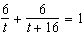 6/t + 6/(t + 16) = 1